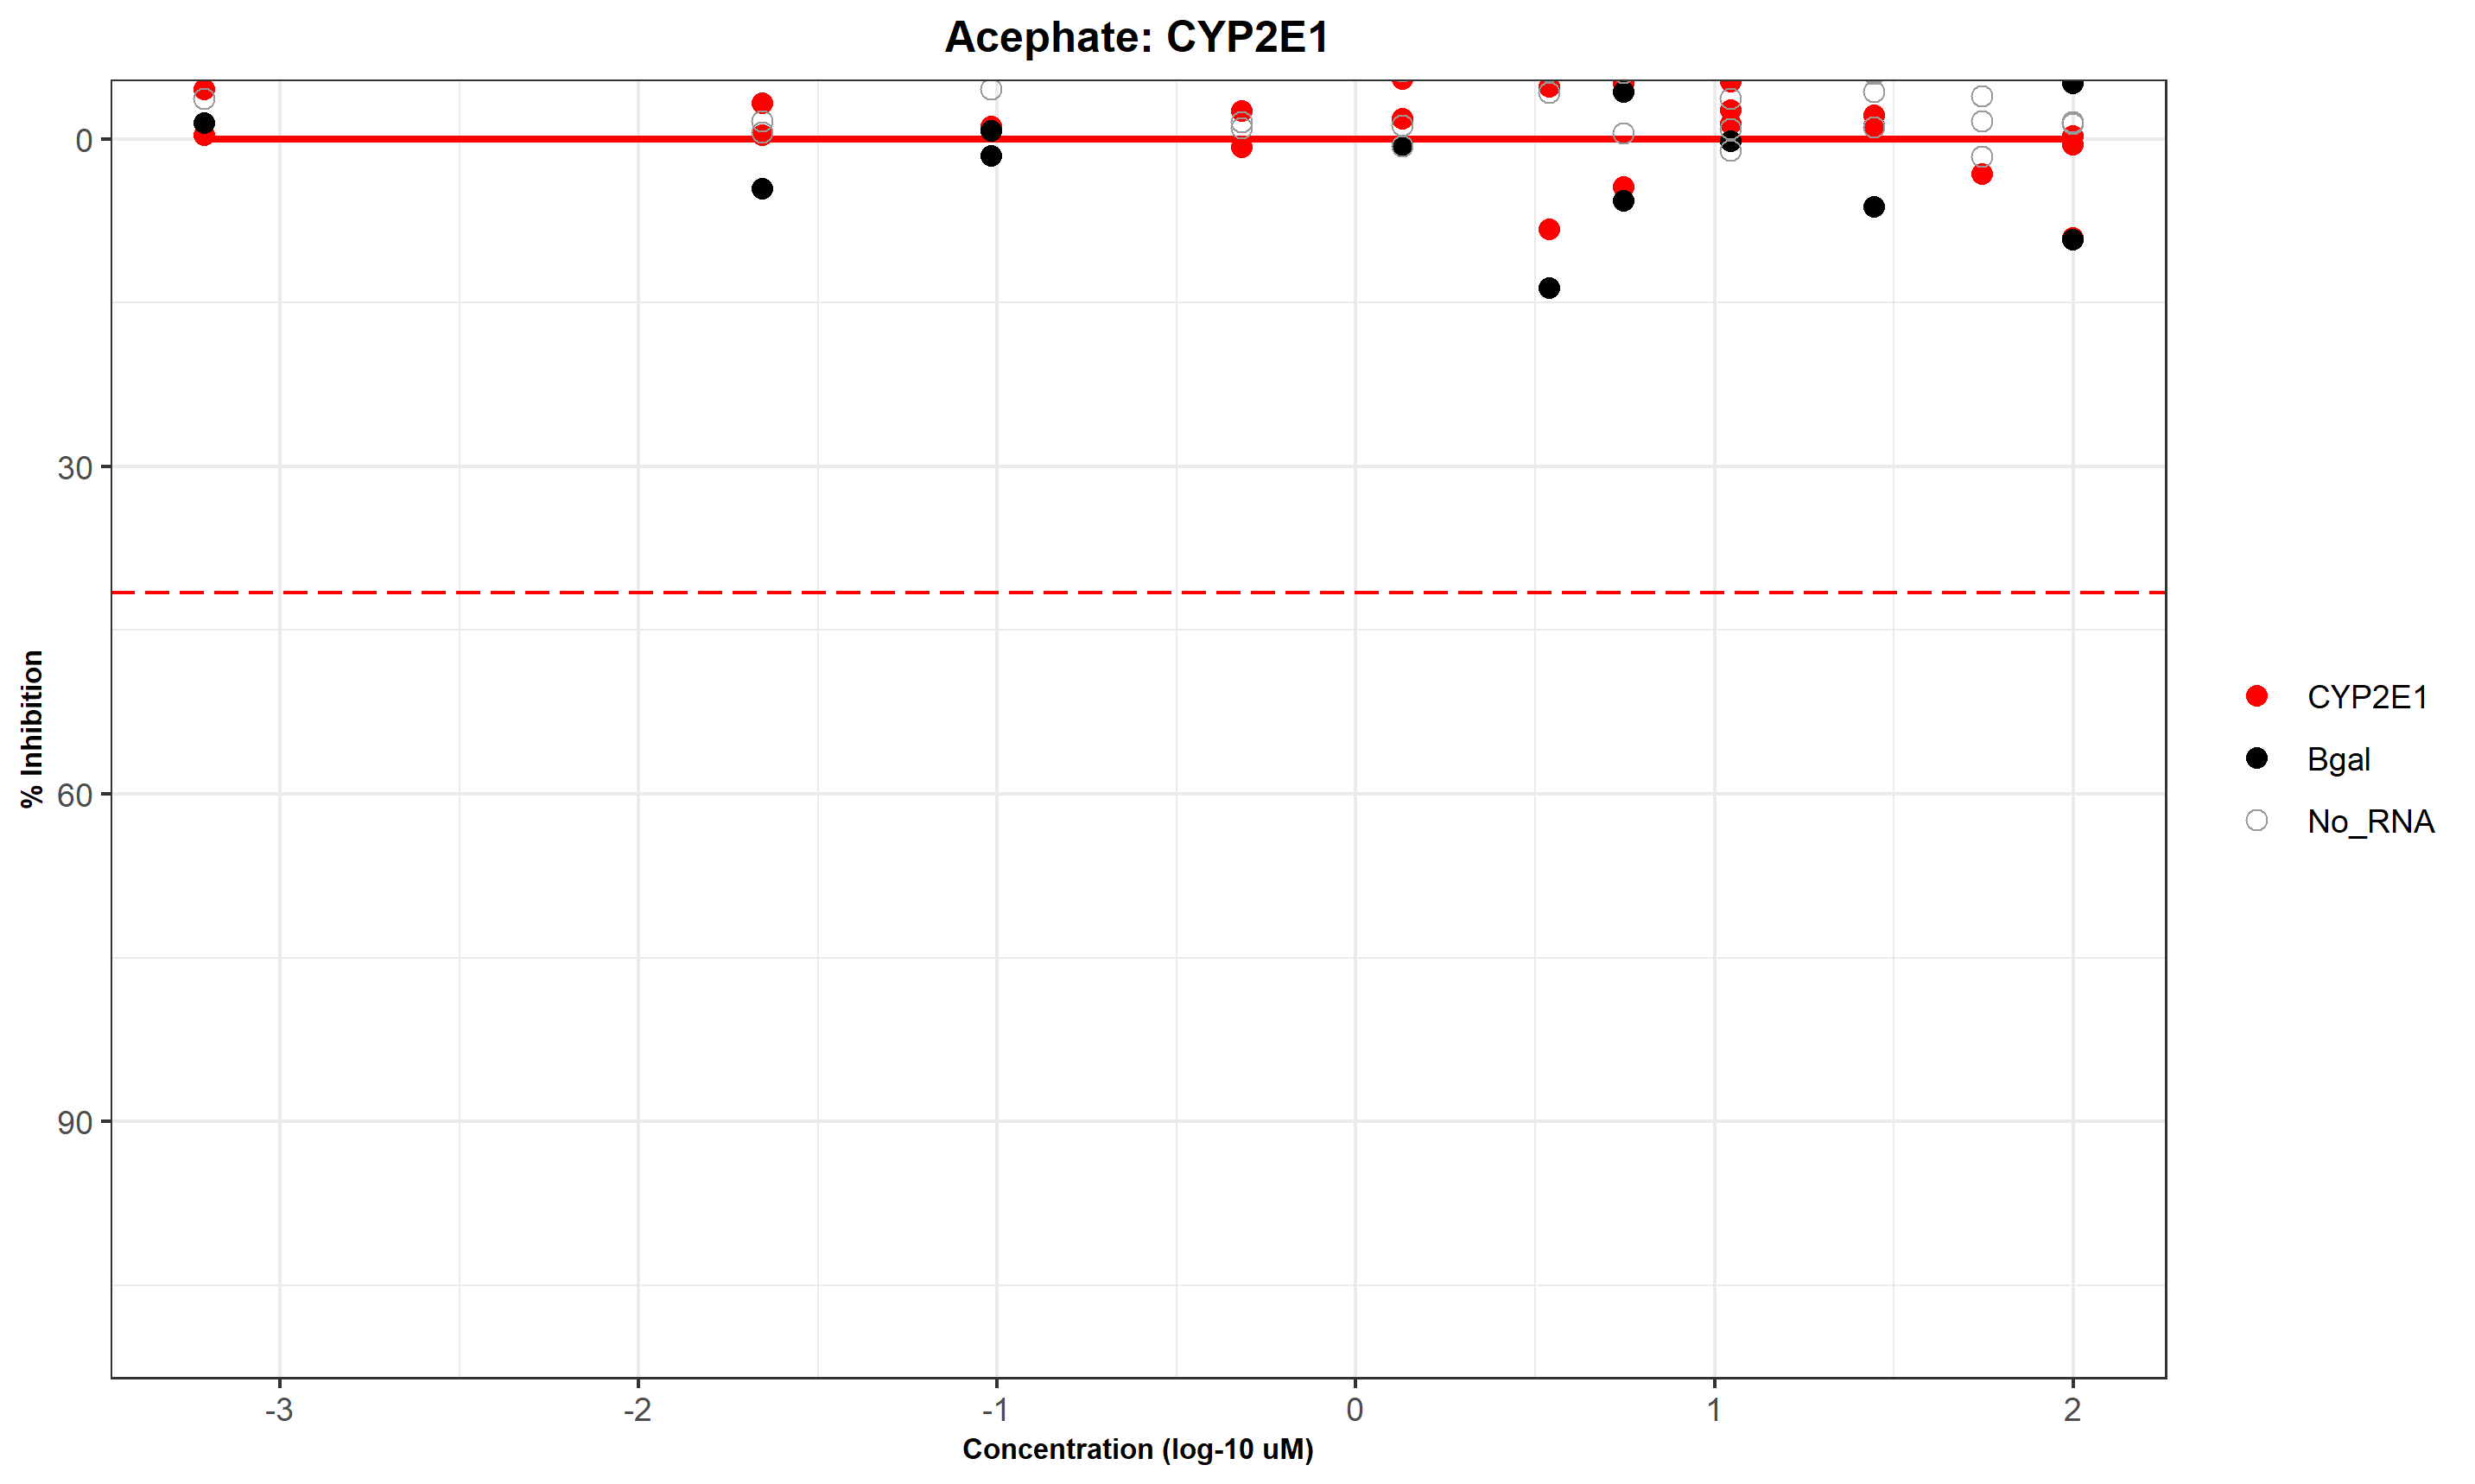 Acephate: CYP2E1
% Inhibition
0
30
60
90
-3
-2
-1
0
1
2
Concentration (log-10 uM)
CYP2E1
Bgal
No_RNA